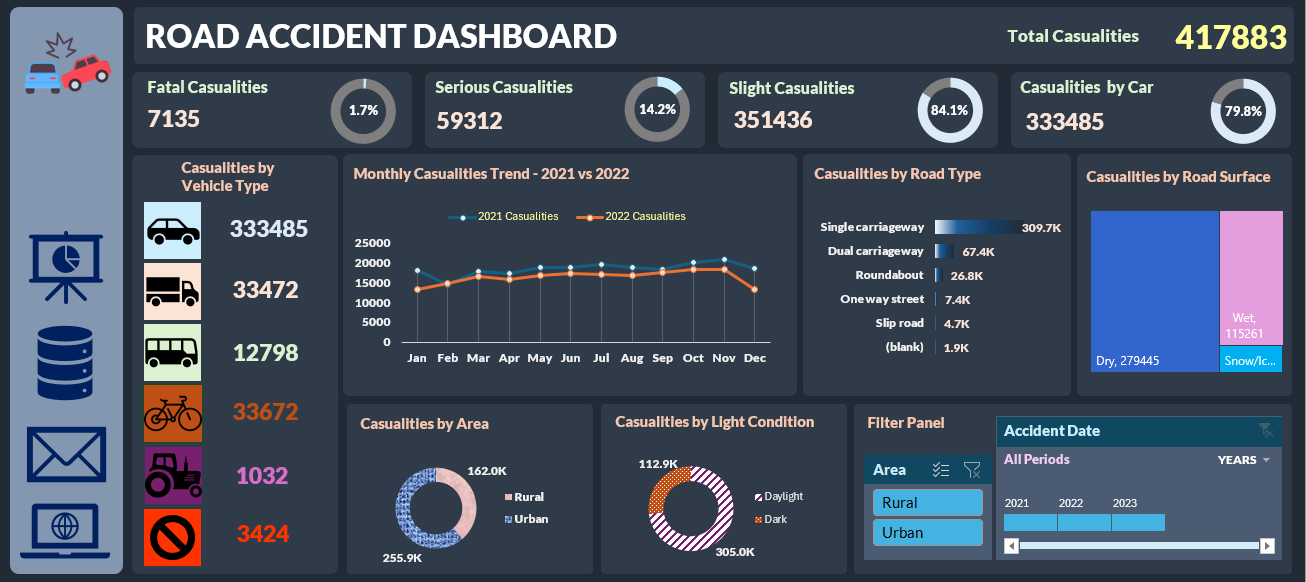 ROAD ACCIDENT DASHBOARD
Total Casualities
417883
Fatal Casualities
7135
1.7%
Serious Casualities
59312
14.2%
Slight Casualities
351436
84.1%
Casualities by Car
333485
79.8%
Casualities by
Vehicle Type
333485
33472
12798
33672
1032
3424
Monthly Casualities Trend - 2021 vs 2022
2021 Casualities
2022 Casualities
25000
20000
15000
10000
5000
0
Jan Feb Mar Apr May Jun Jul Aug Sep Oct Nov Dec
Casualities by Road Type
Single carriageway 309.7K
Dual carriageway 67.4K
Roundabout 26.8K
One way street 7.4K
Slip road 4.7K
(blank) 1.9K
Casualities by Road Surface
Dry, 279445
Wet,
115261
Snow/Ic...
Casualities by Area
162.0K
Rural
Urban
255.9K
Casualities by Light Condition
112.9K
Daylight
Dark
305.0K
Filter Panel
Area
Rural
Urban
Accident Date
All Periods
YEARS
2021 2022 2023